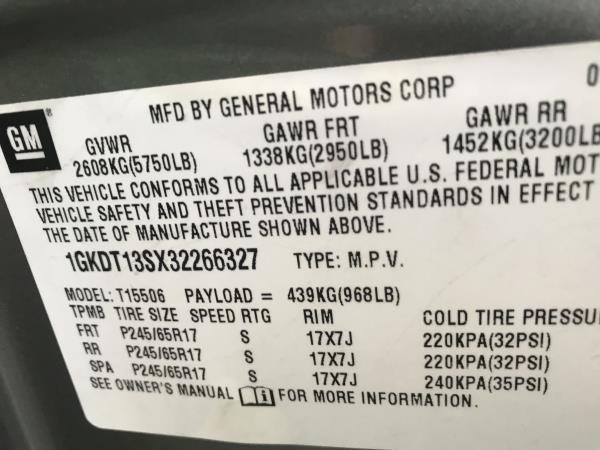 MFD BY GENERAL MOTORS CORP 0
GM
GVWR GAWR FRT GAWR RR
2608KG(5750LB) 1338KG(2950LB) 1452KG(3200LB
THIS VEHICLE CONFORMS TO ALL APPLICABLE U.S. FEDERAL MOT
VEHICLE SAFETY AND THEFT PREVENTION STANDARDS IN EFFECT
THE DATE OF MANUFACTURE SHOWN ABOVE.
1GKDT13SX32266327 TYPE: M.P.V.
MODEL: T15506 PAYLOAD = 439KG(968LB)
TPMB TIRE SIZE SPEED RTG RIM COLD TIRE PRESSU
FRT P245/65R17 S 17X7J 220KPA(32PSI)
RR P245/65R17 S 17X7J 220KPA(32PSI)
SPA P245/65R17 S 17X7J 240KPA(35PSI)
SEE OWNER'S MANUAL i FOR MORE INFORMATION.